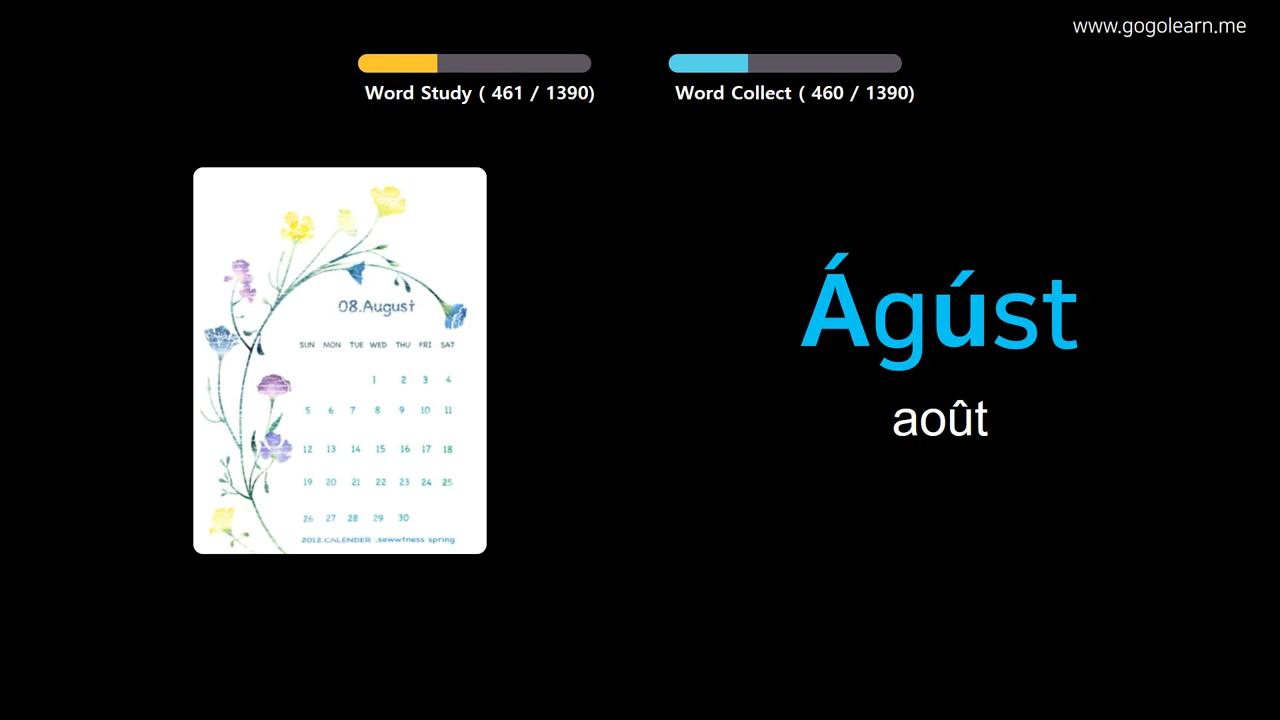 www.gogolearn.me
Word Study ( 461 / 1390)
Word Collect ( 460 / 1390)
08.August
SUN MON TUE WED THU FRI SAT
1 2 3 4
5 6 7 8 9 10 11
12 13 14 15 16 17 18
19 20 21 22 23 24 25
26 27 28 29 30
2012.CALENDER .sewwtness spring
Ágúst
août